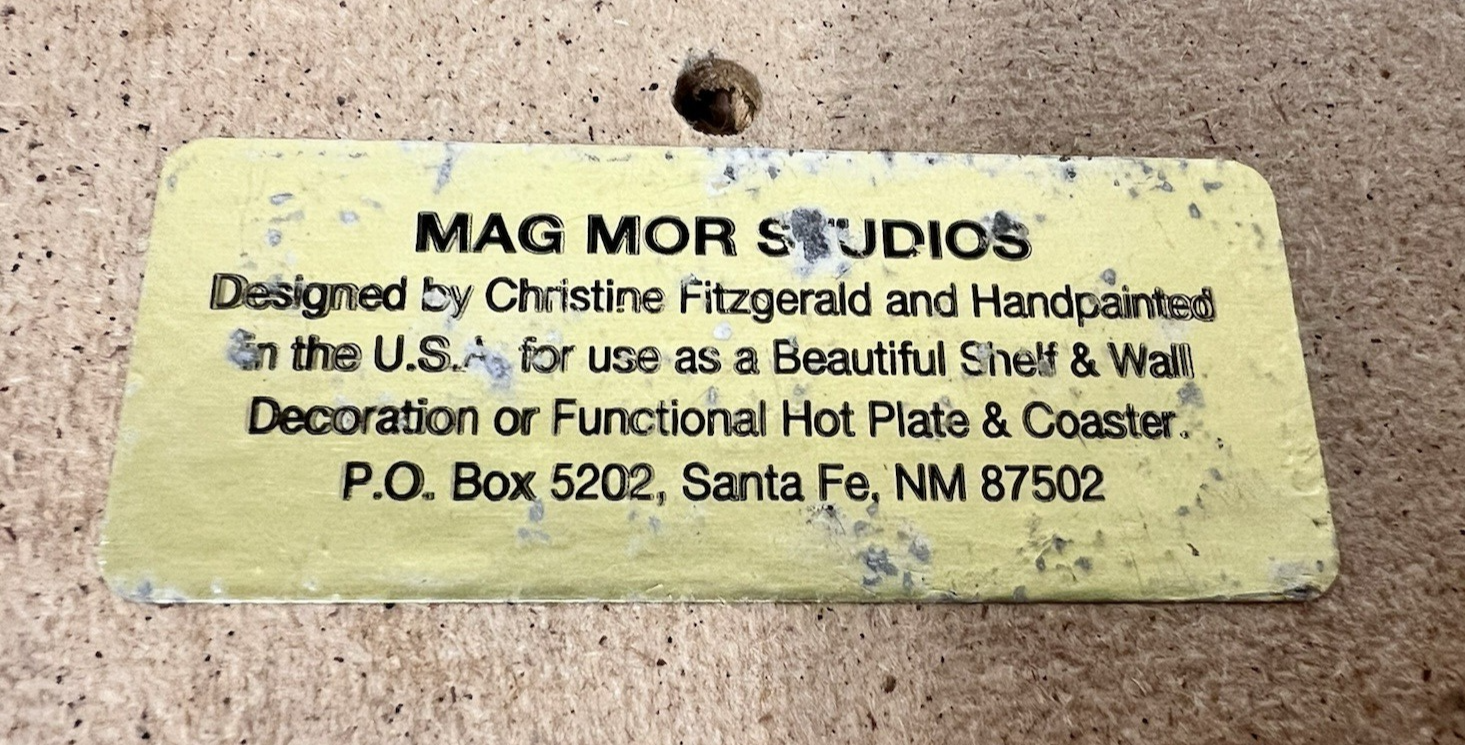 MAG MOR STUDIOS
Designed by Christine Fitzgerald and Handpainted
in the U.S.A. for use as a Beautiful Shelf & Wall
Decoration or Functional Hot Plate & Coaster.
P.O. Box 5202, Santa Fe, NM 87502